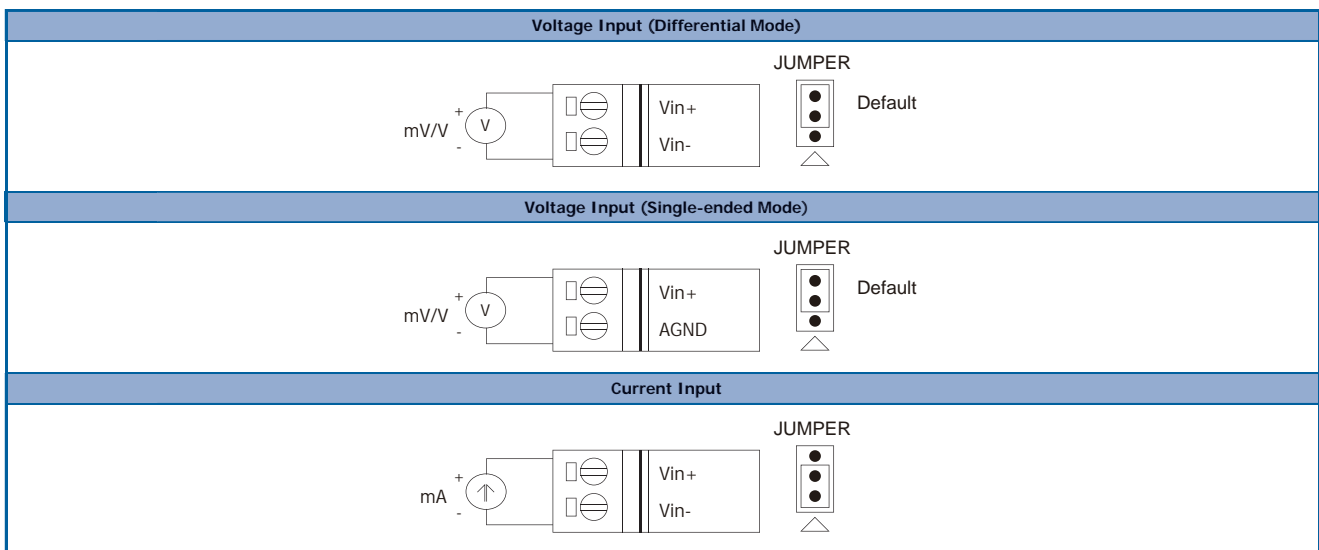 Voltage Input (Differential Mode)
JUMPER
Default
+
mV/V
V
-
Vin+
Vin-
Voltage Input (Single-ended Mode)
JUMPER
Default
+
mV/V
V
-
Vin+
AGND
Current Input
JUMPER
+
mA
-
Vin+
Vin-